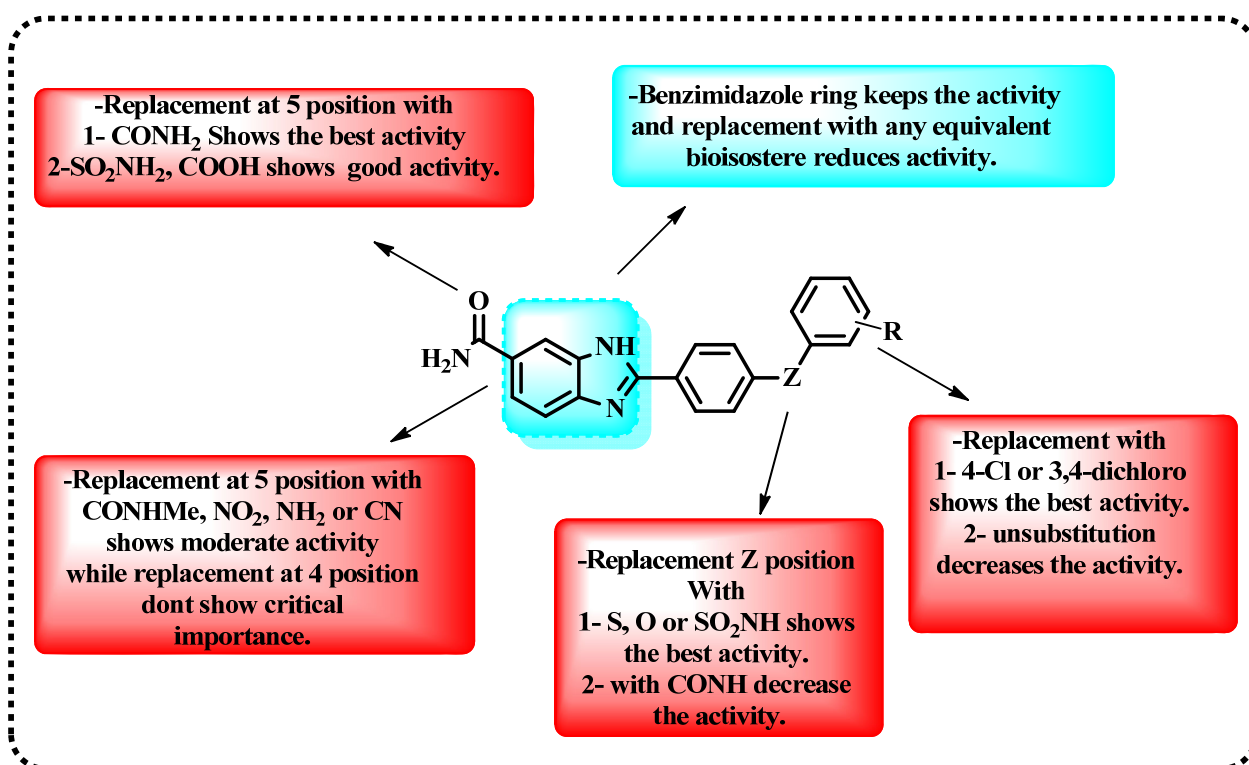 -Replacement at 5 position with
1- CONH₂ Shows the best activity
2-SO₂NH₂, COOH shows good activity.
-Benzimidazole ring keeps the activity
and replacement with any equivalent
bioisostere reduces activity.
O
H₂N
NH
N
Z
R
-Replacement at 5 position with
CONHMe, NO₂, NH₂ or CN
shows moderate activity
while replacement at 4 position
dont show critical
importance.
-Replacement Z position
With
1- S, O or SO₂NH shows
the best activity.
2- with CONH decrease
the activity.
-Replacement with
1- 4-Cl or 3,4-dichloro
shows the best activity.
2- unsubstitution
decreases the activity.